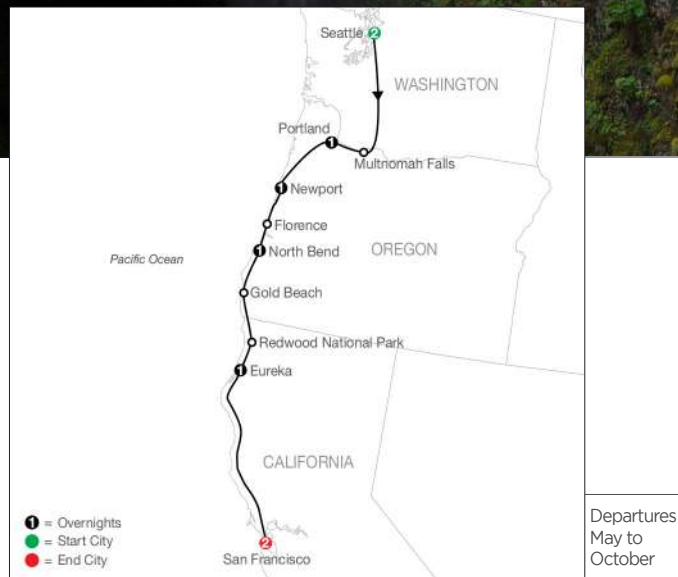 Seattle 2
WASHINGTON
Portland
1
Multnomah Falls
1 Newport
Florence
1 North Bend
OREGON
Pacific Ocean
Gold Beach
Redwood National Park
1 Eureka
CALIFORNIA
1 = Overnights
= Start City
= End City
2
San Francisco
Departures
May to
October